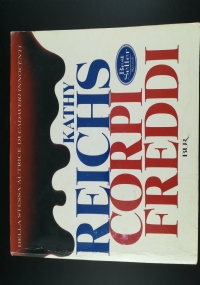 DELLA STESSA AUTRICE DI CADAVERI INNOCENTI
KATHY
REICHS
Best
Seller
CORPI
FREDDI
BUR